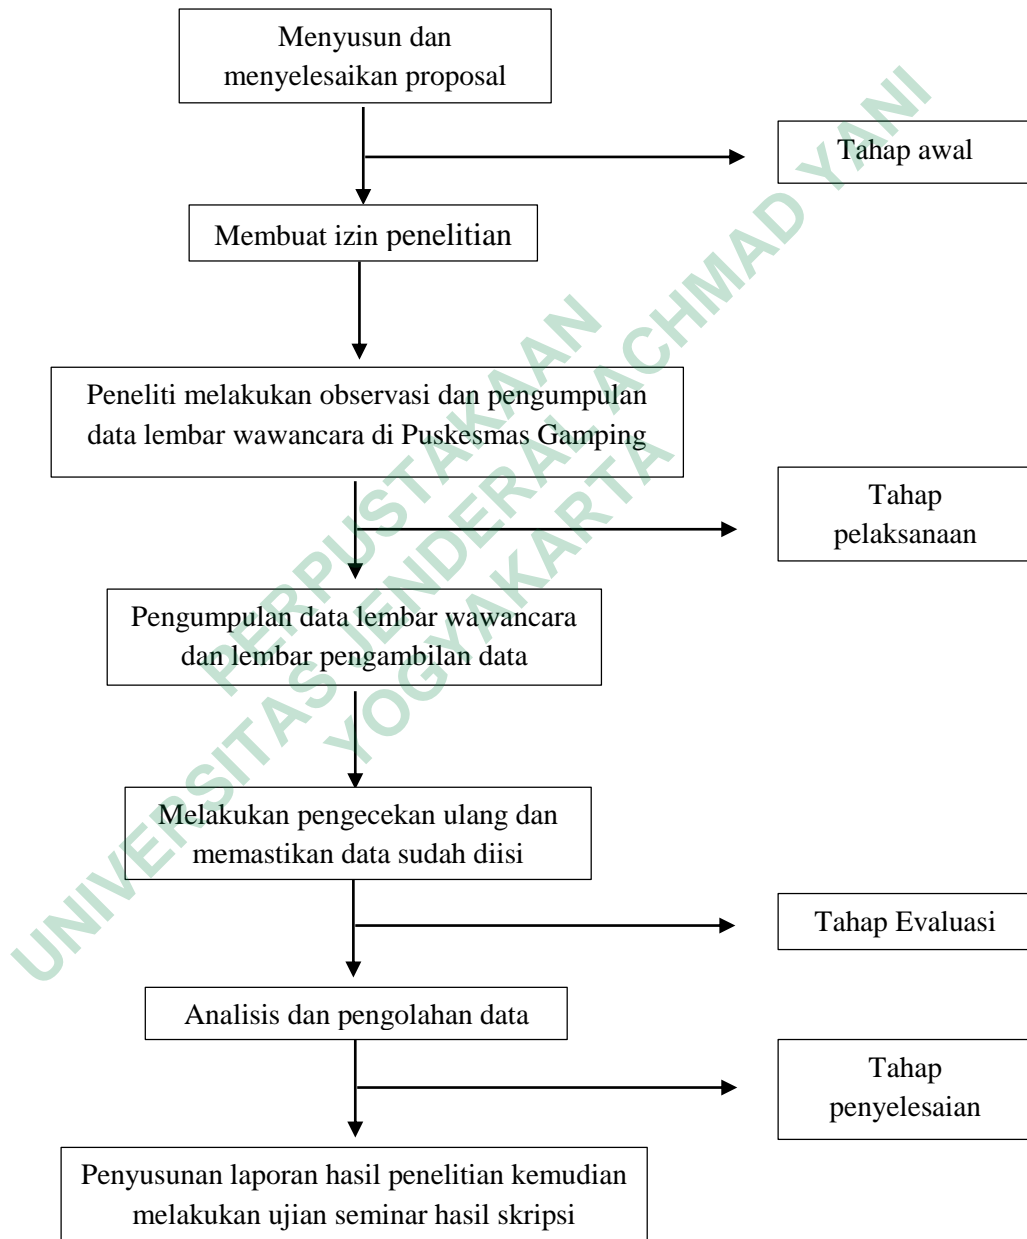 Menyusun dan
menyelesaikan proposal
Tahap awal
Membuat izin penelitian
Peneliti melakukan observasi dan pengumpulan
data lembar wawancara di Puskesmas Gamping
Tahap
pelaksanaan
Pengumpulan data lembar wawancara
dan lembar pengambilan data
Melakukan pengecekan ulang dan
memastikan data sudah diisi
Tahap Evaluasi
Analisis dan pengolahan data
Tahap
penyelesaian
Penyusunan laporan hasil penelitian kemudian
melakukan ujian seminar hasil skripsi
PERPUSTAKAAN
UNIVERSITAS JENDERAL ACHMAD YANI
YOGYAKARTA